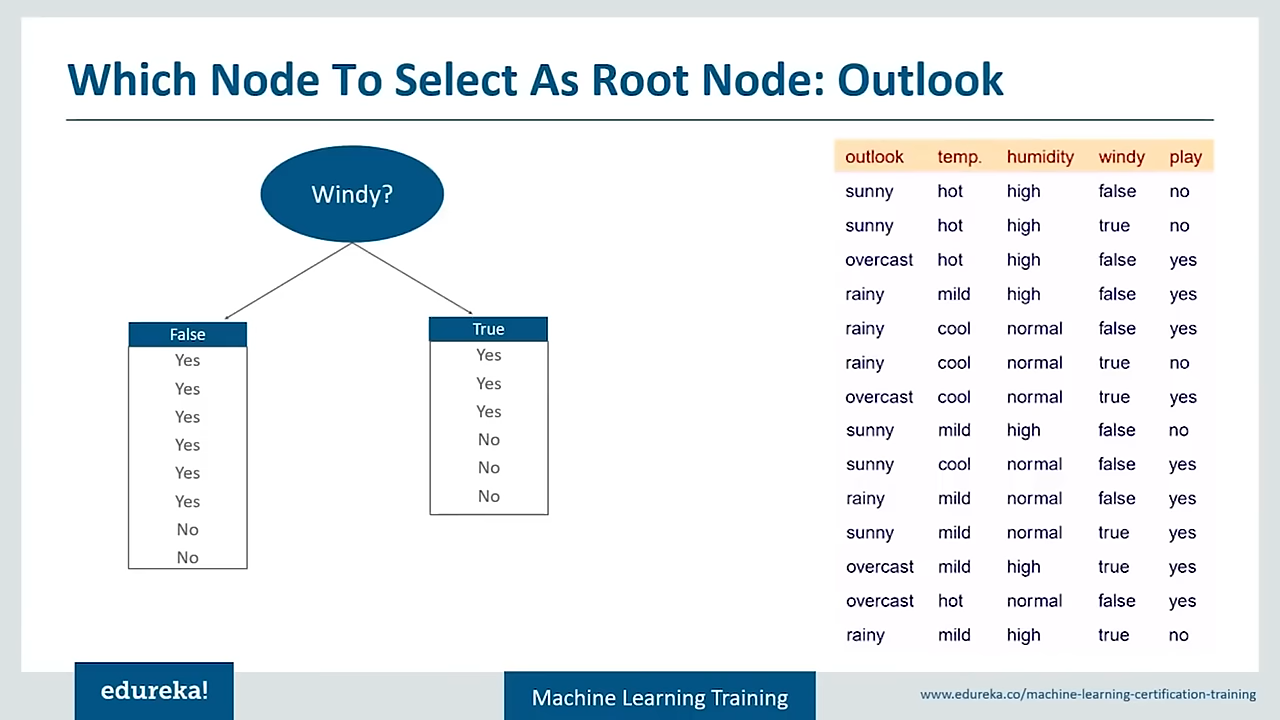 Which Node To Select As Root Node: Outlook
Windy?
False
Yes
Yes
Yes
Yes
Yes
Yes
No
No
True
Yes
Yes
Yes
No
No
No
outlook temp. humidity windy play
sunny hot high false no
sunny hot high true no
overcast hot high false yes
rainy mild high false yes
rainy cool normal false yes
rainy cool normal true no
overcast cool normal true yes
sunny mild high false no
sunny cool normal false yes
rainy mild normal false yes
sunny mild normal true yes
overcast mild high true yes
overcast hot normal false yes
rainy mild high true no
edureka!
Machine Learning Training
www.edureka.co/machine-learning-certification-training